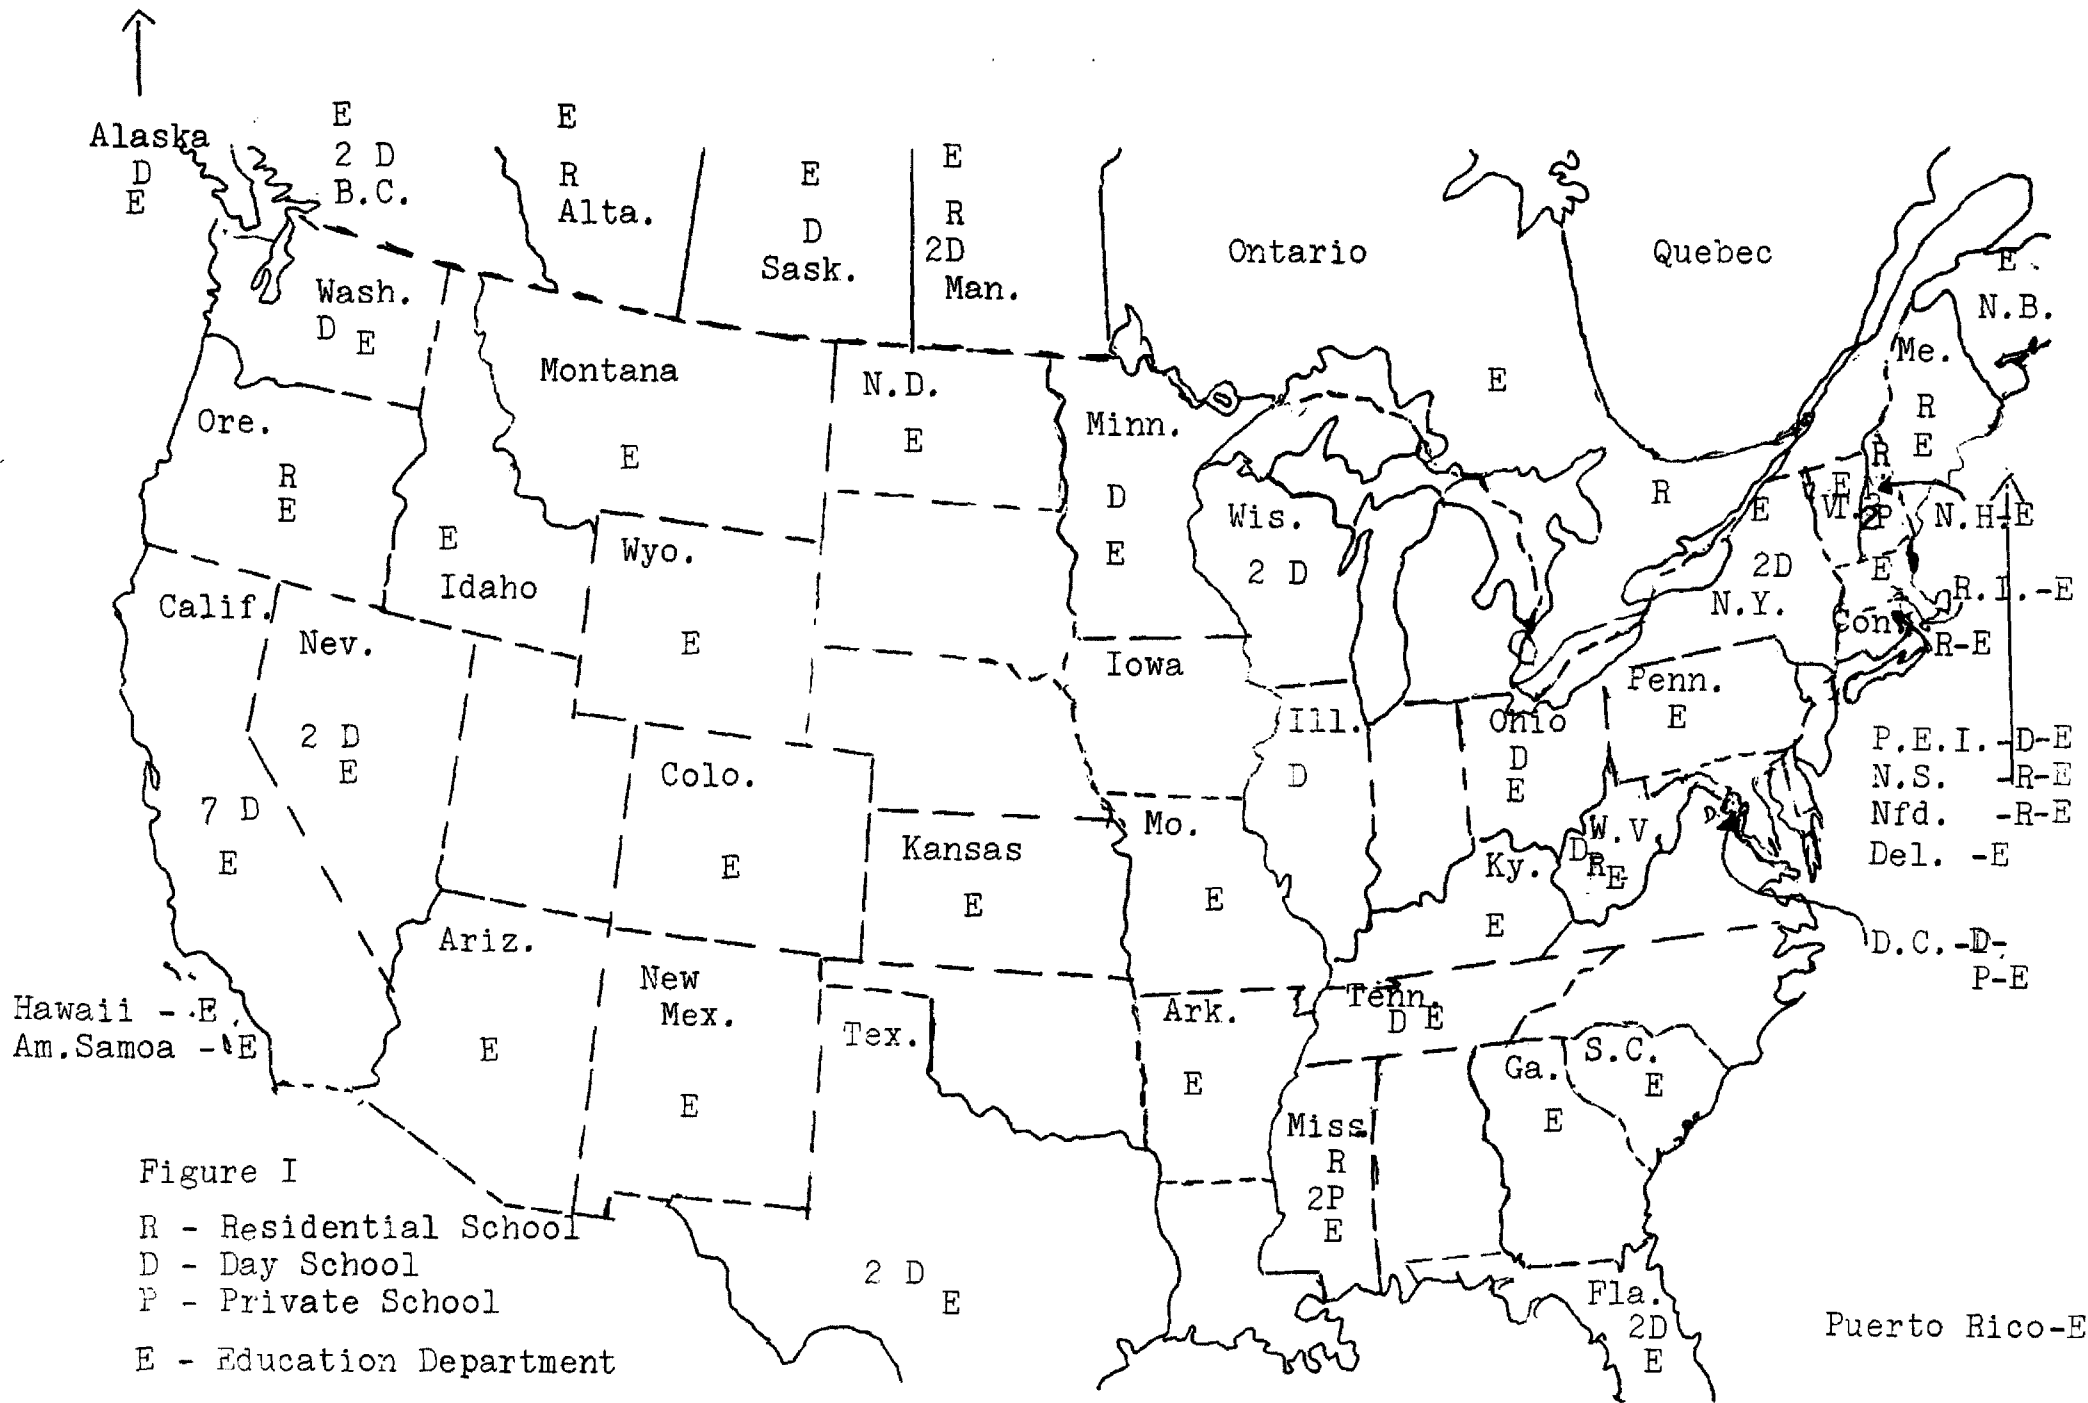 Alaska
D
E
E
2 D
B.C.
E
R
Alta.
E
D
Sask.
E
R
2D
Man.
Ontario
E
Quebec
R
E
N.B.
Wash.
D E
Montana
E
N.D.
E
Minn.
D
E
Me.
R
E
Ore.
R
E
E
Idaho
Wyo.
E
Wis.
2 D
E
2D
N.Y.
R
E
Vt.
2P
N.H-E
E
R.I.-E
Con.
R-E
Calif.
7 D
E
Nev.
2 D
E
Iowa
Ill.
D
Ohio
D
E
Penn.
E
P.E.I.-D-E
N.S. -R-E
Nfd. -R-E
Del. -E
D.C.-D-
P-E
Colo.
E
Kansas
E
Mo.
E
Ky.
E
W.V.
D
R
E
D
Ariz.
E
New
Mex.
E
Tex.
2 D
E
Ark.
E
Tenn.
D E
Miss
R
2P
E
Ga.
E
S.C.
E
Fla.
2D
E
Hawaii - E
Am.Samoa - E
Puerto Rico-E
Figure I
R - Residential School
D - Day School
P - Private School
E - Education Department